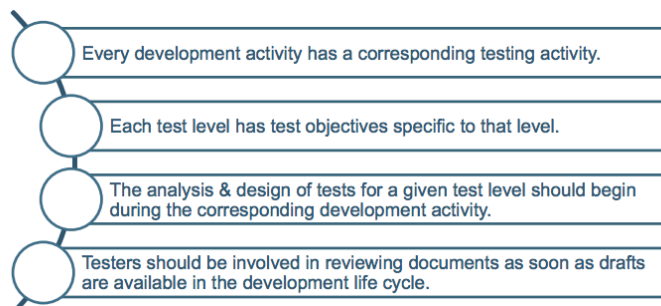 Every development activity has a corresponding testing activity.
Each test level has test objectives specific to that level.
The analysis & design of tests for a given test level should begin
during the corresponding development activity.
Testers should be involved in reviewing documents as soon as drafts
are available in the development life cycle.